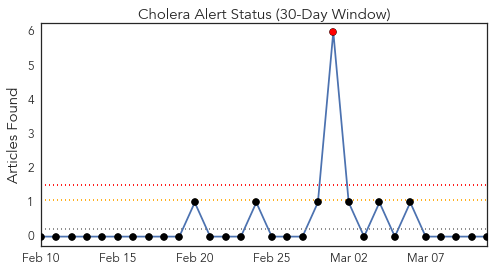 Cholera Alert Status (30-Day Window)
Articles Found
6
5
4
3
2
1
0
Feb 10
Feb 15
Feb 20
Feb 25
Mar 02
Mar 07